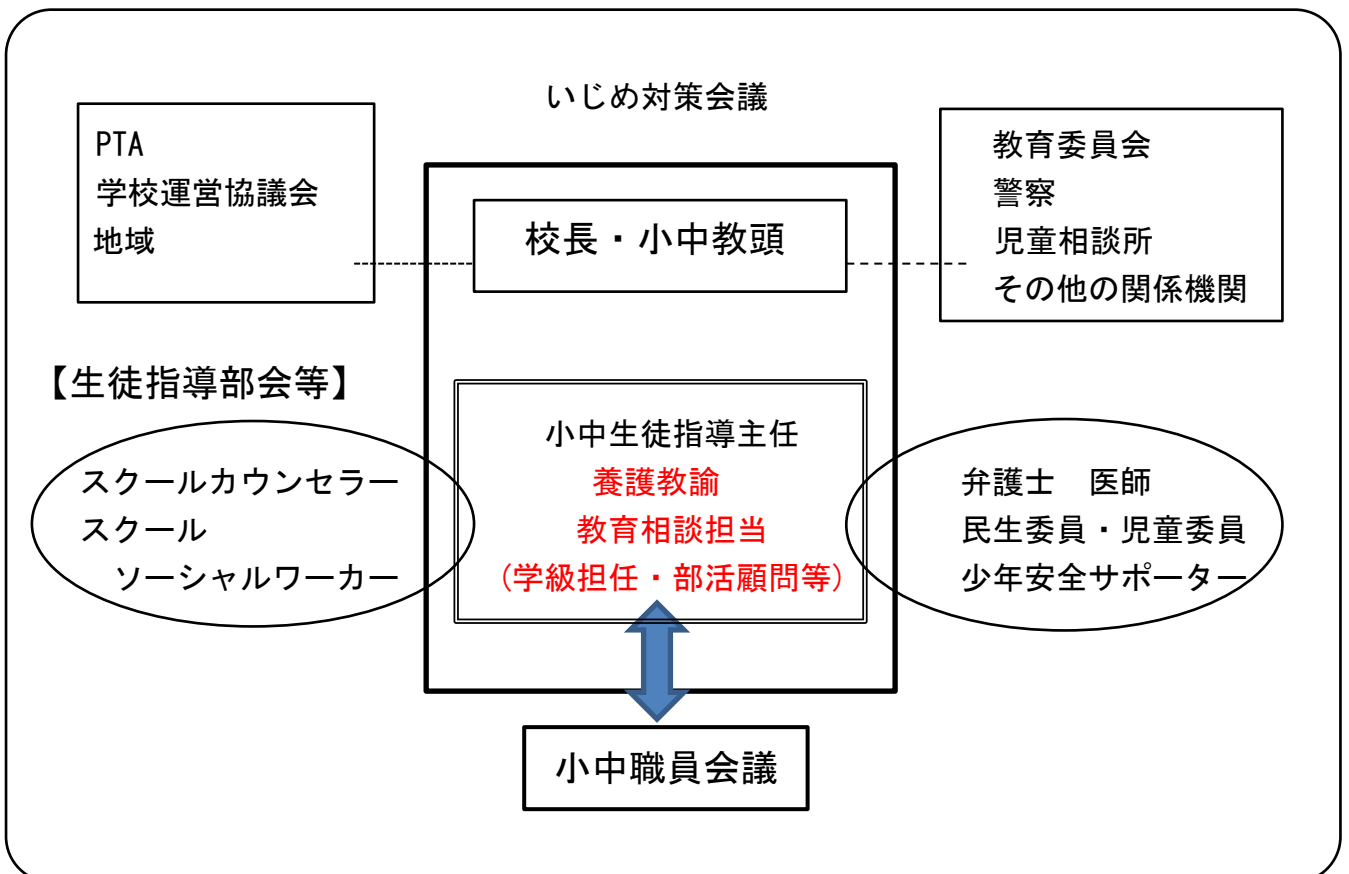 いじめ対策会議
PTA
学校運営協議会
地域
校長・小中教頭
教育委員会
警察
児童相談所
その他の関係機関
【生徒指導部会等】
スクールカウンセラー
スクール
ソーシャルワーカー
小中生徒指導主任
養護教諭
教育相談担当
(学級担任・部活顧問等)
弁護士　医師
民生委員・児童委員
少年安全サポーター
小中職員会議